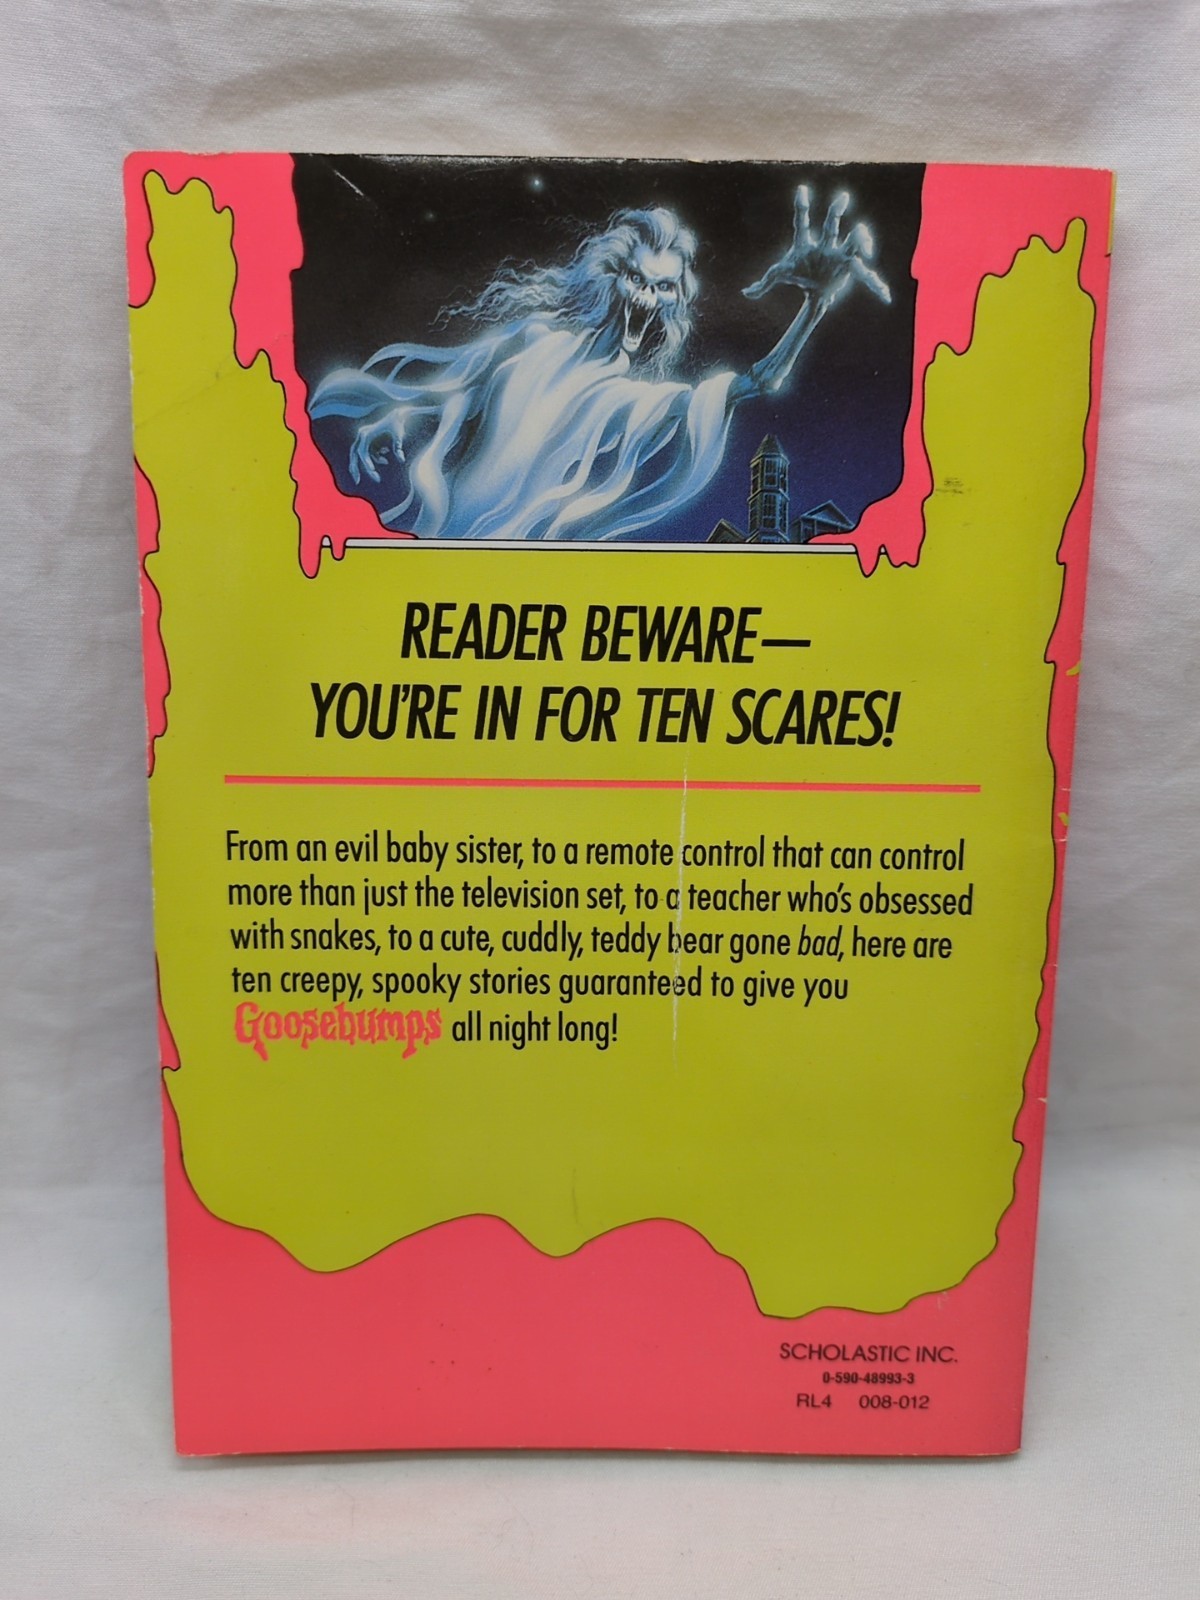 READER BEWARE—
YOU'RE IN FOR TEN SCARES!
From an evil baby sister, to a remote control that can control
more than just the television set, to a teacher who's obsessed
with snakes, to a cute, cuddly, teddy bear gone bad, here are
ten creepy, spooky stories guaranteed to give you
Goosebumps all night long!
SCHOLASTIC INC.
0-590-48993-3
RL4 008-012